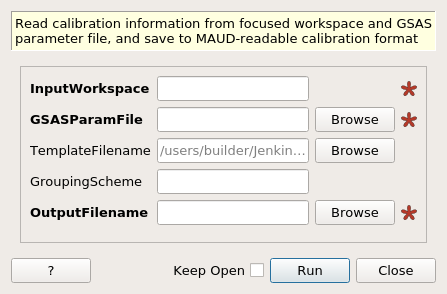 Read calibration information from focused workspace and GSAS
parameter file, and save to MAUD-readable calibration format
InputWorkspace
GSASParamFile Browse
TemplateFilename /users/builder/Jenkin... Browse
GroupingScheme
OutputFilename Browse
? Keep Open Run Close